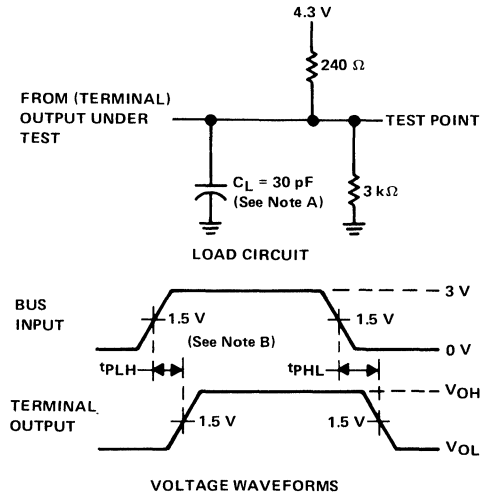 4.3 V
240 Ω
FROM (TERMINAL)
OUTPUT UNDER
TEST
TEST POINT
CL = 30 pF
(See Note A)
3 kΩ
LOAD CIRCUIT
BUS
INPUT
1.5 V
(See Note B)
1.5 V
3 V
0 V
tPLH
tPHL
TERMINAL
OUTPUT
1.5 V
1.5 V
VOH
VOL
VOLTAGE WAVEFORMS